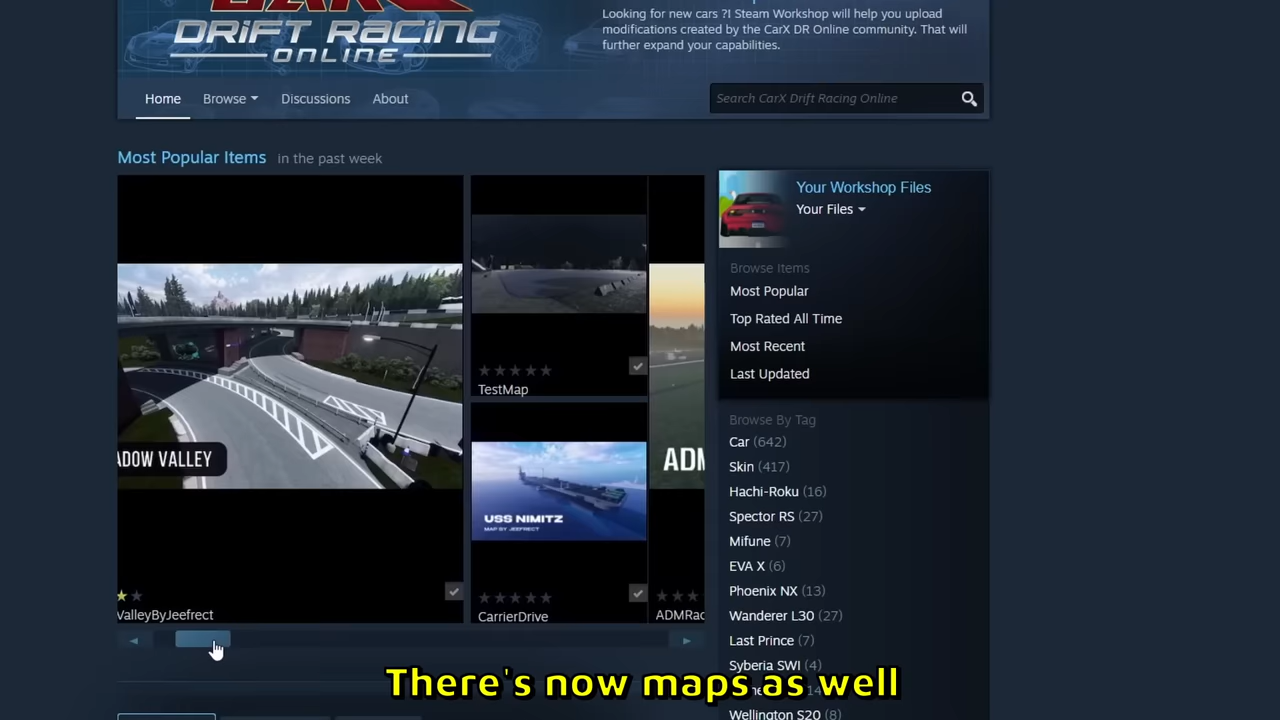 DRIFT RACING
ONLINE
Looking for new cars ?! Steam Workshop will help you upload
modifications created by the CarX DR Online community. That will
further expand your capabilities.
Home
Browse
Discussions
About
Search CarX Drift Racing Online
Most Popular Items in the past week
ADOW VALLEY
ValleyByJeefrect
TestMap
USS NIMITZ
MAP BY JEEFRECT
CarrierDrive
ADM
ADMRac
Your Workshop Files
Your Files
Browse Items
Most Popular
Top Rated All Time
Most Recent
Last Updated
Browse By Tag
Car (642)
Skin (417)
Hachi-Roku (16)
Spector RS (27)
Mifune (7)
EVA X (6)
Phoenix NX (13)
Wanderer L30 (27)
Last Prince (7)
Syberia SWI (4)
Wellington S20 (8)
There's now maps as well